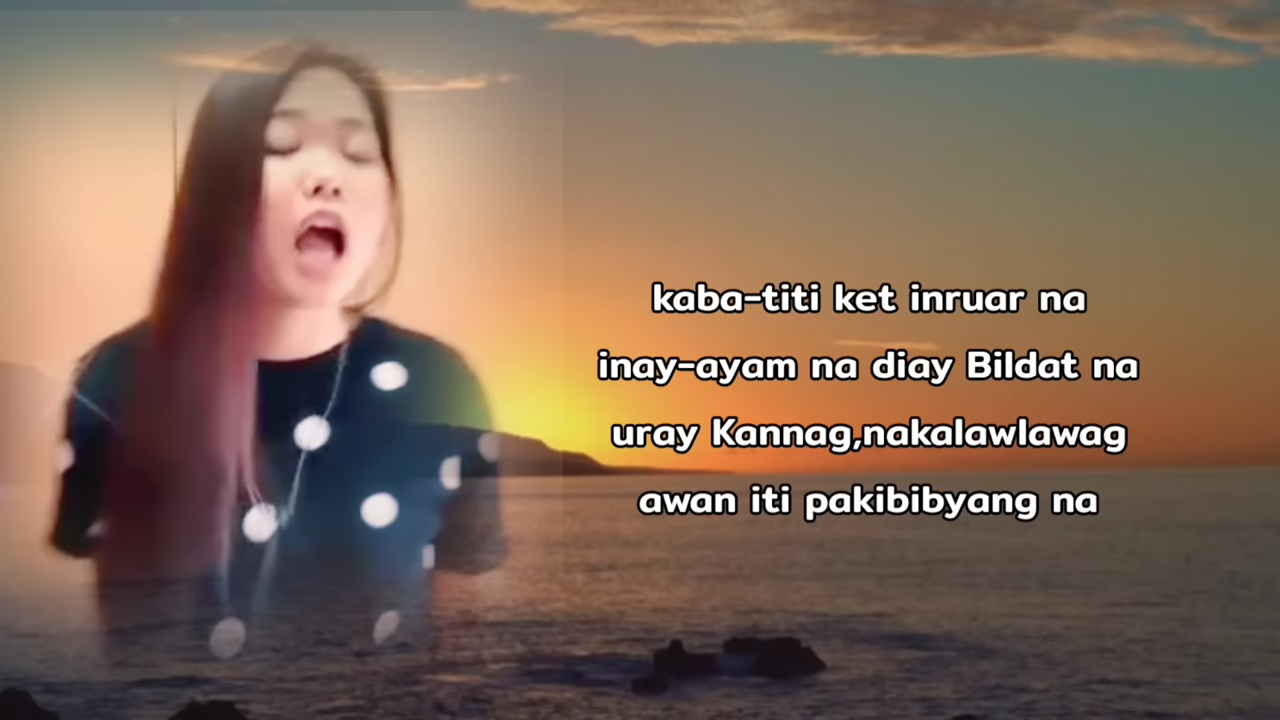 kaba-titi ket inruar na
inay-ayam na diay Bildat na
uray Kannag,nakalawlawag
awan iti pakibibyang na